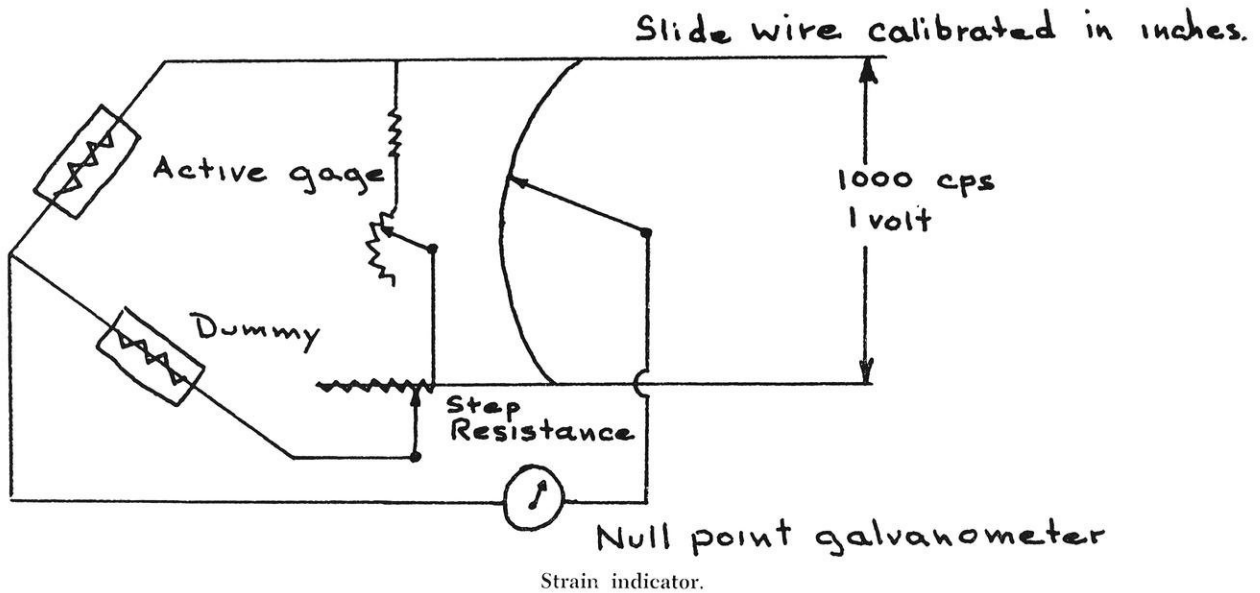 Slide wire calibrated in inches.
Active gage
1000 cps
1 volt
Dummy
Step
Resistance
Null point galvanometer
Strain indicator.